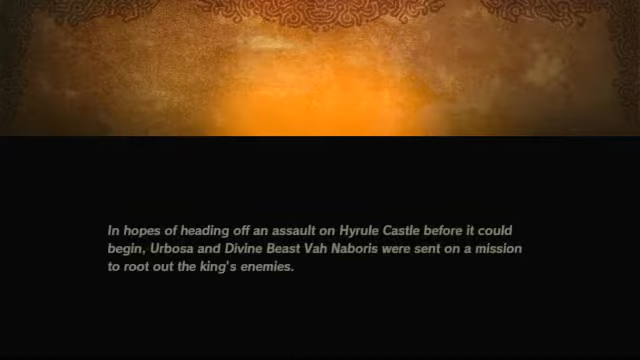 In hopes of heading off an assault on Hyrule Castle before it could
begin, Urbosa and Divine Beast Vah Naboris were sent on a mission
to root out the king's enemies.